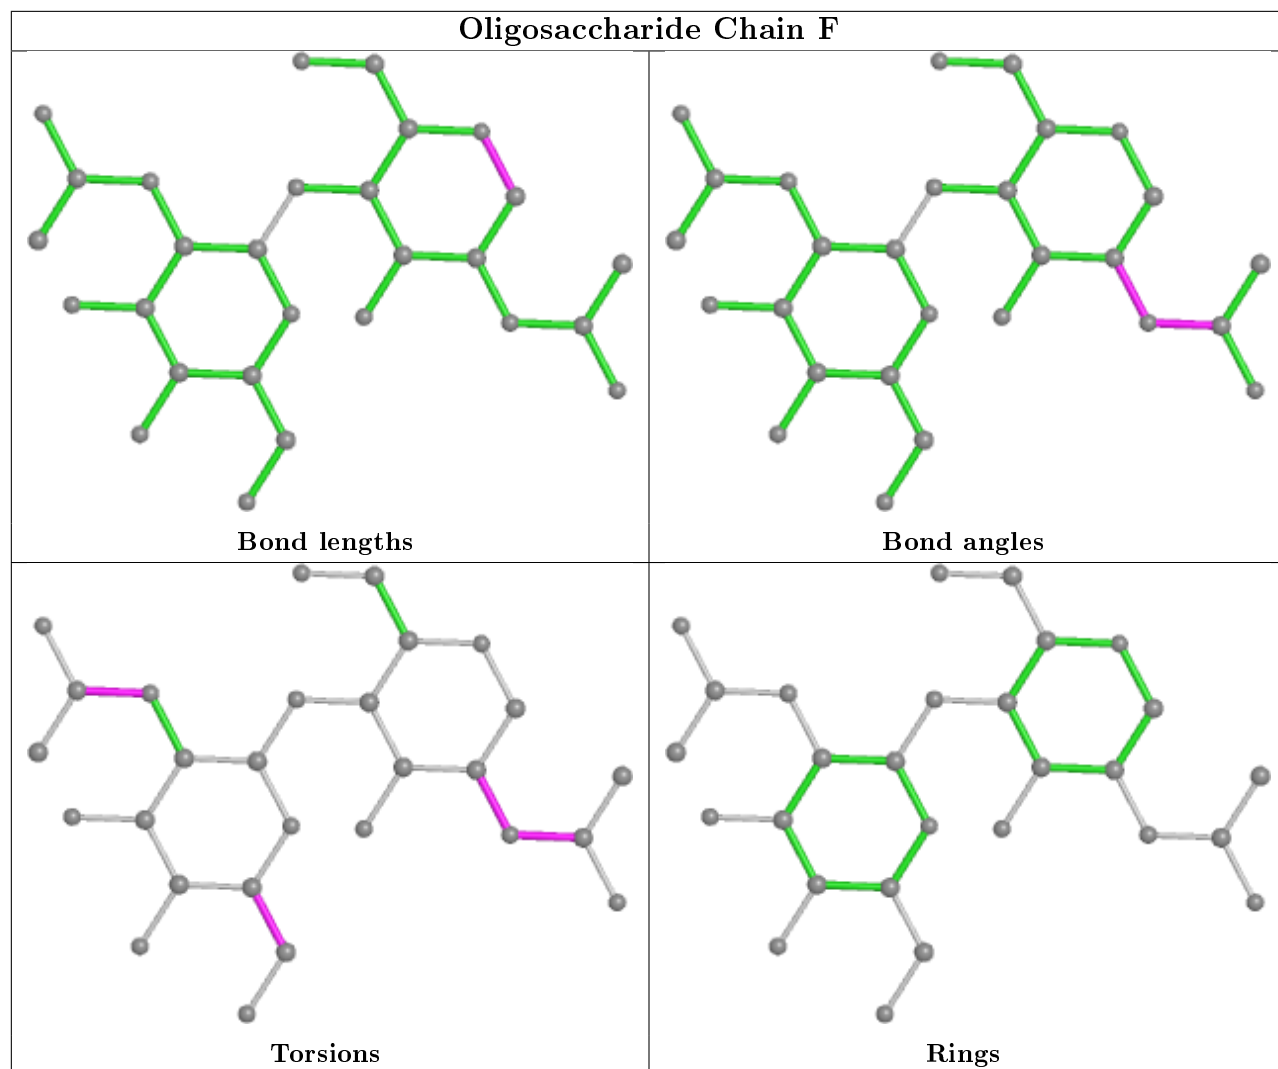 Oligosaccharide Chain F
Bond lengths
Bond angles
Torsions
Rings